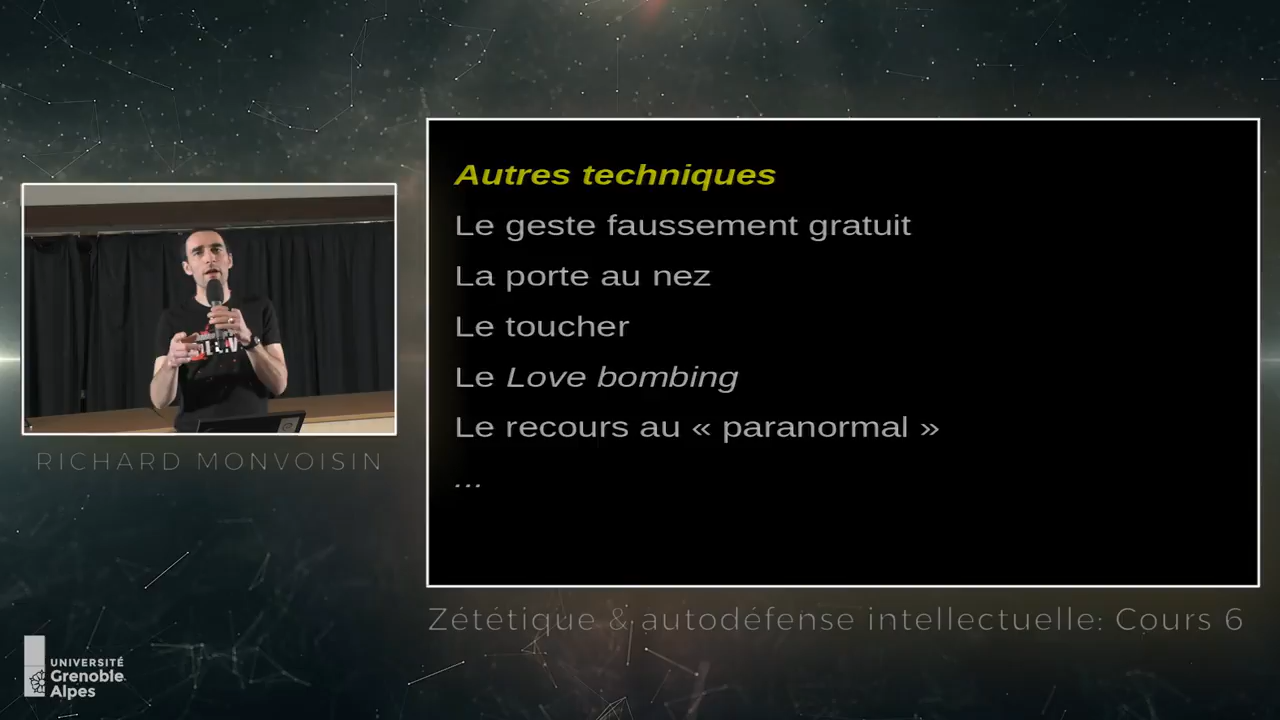 Autres techniques
Le geste faussement gratuit
La porte au nez
Le toucher
Le Love bombing
Le recours au « paranormal »
...
RICHARD MONVOISIN
Zététique & autodéfense intellectuelle: Cours 6
UNIVERSITÉ
Grenoble
Alpes